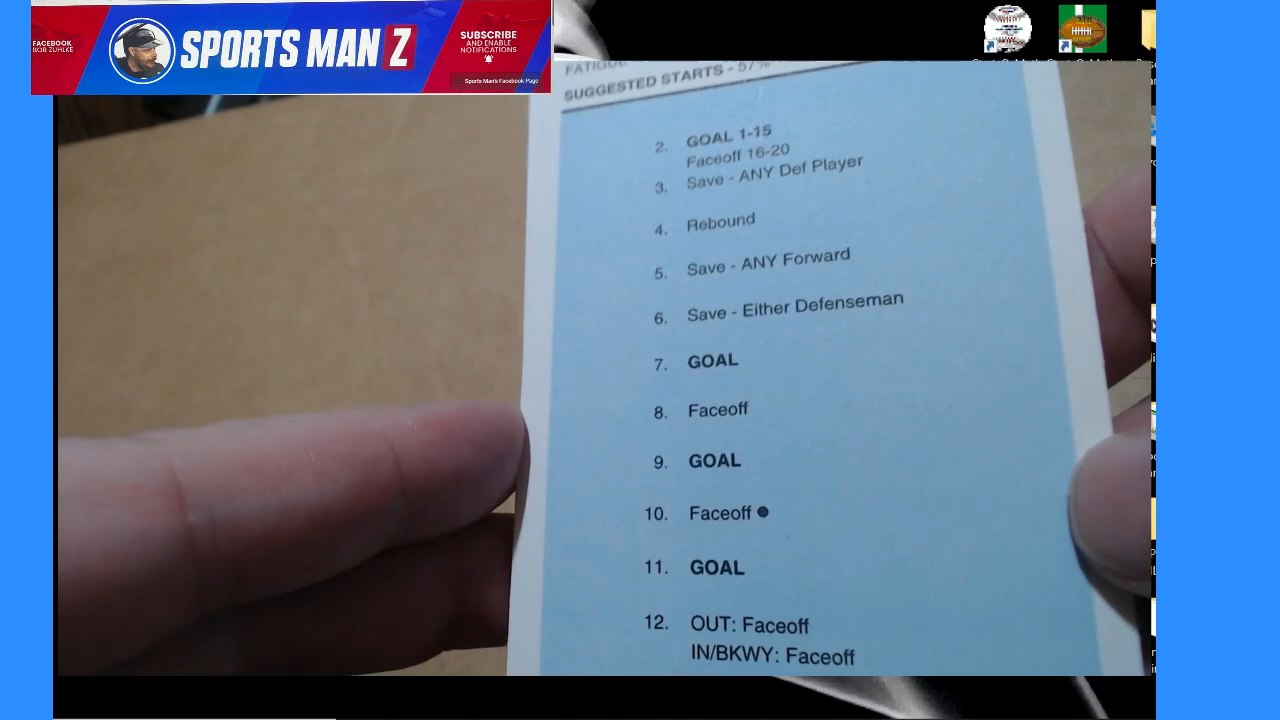 FACEBOOK
BOB ZUHLKE
SPORTS MAN Z
SUBSCRIBE
AND ENABLE
NOTIFICATIONS
Sports Man's Facebook Page
FATIGUE
SUGGESTED STARTS - 57%
2. GOAL 1-15
Faceoff 16-20
3. Save - ANY Def Player
4. Rebound
5. Save - ANY Forward
6. Save - Either Defenseman
7. GOAL
8. Faceoff
9. GOAL
10. Faceoff ●
11. GOAL
12. OUT: Faceoff
IN/BKWY: Faceoff